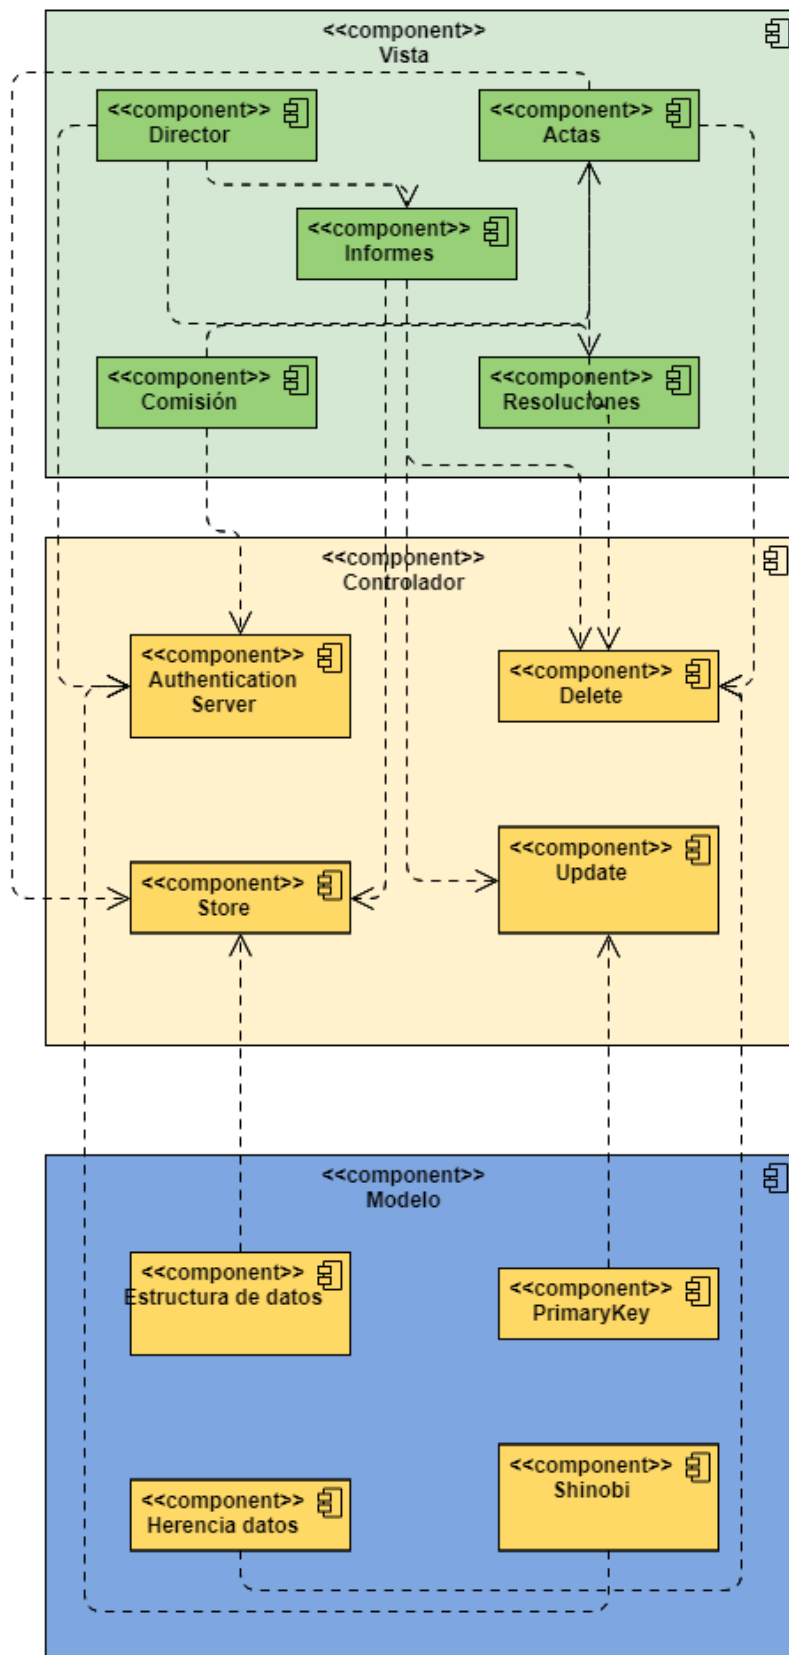 <<component>>
Vista
<<component>>
Director
<<component>>
Actas
<<component>>
Informes
<<component>>
Comisión
<<component>>
Resoluciones
<<component>>
Controlador
<<component>>
Authentication
Server
<<component>>
Delete
<<component>>
Update
<<component>>
Store
<<component>>
Modelo
<<component>>
Estructura de datos
<<component>>
PrimaryKey
<<component>>
Shinobi
<<component>>
Herencia datos